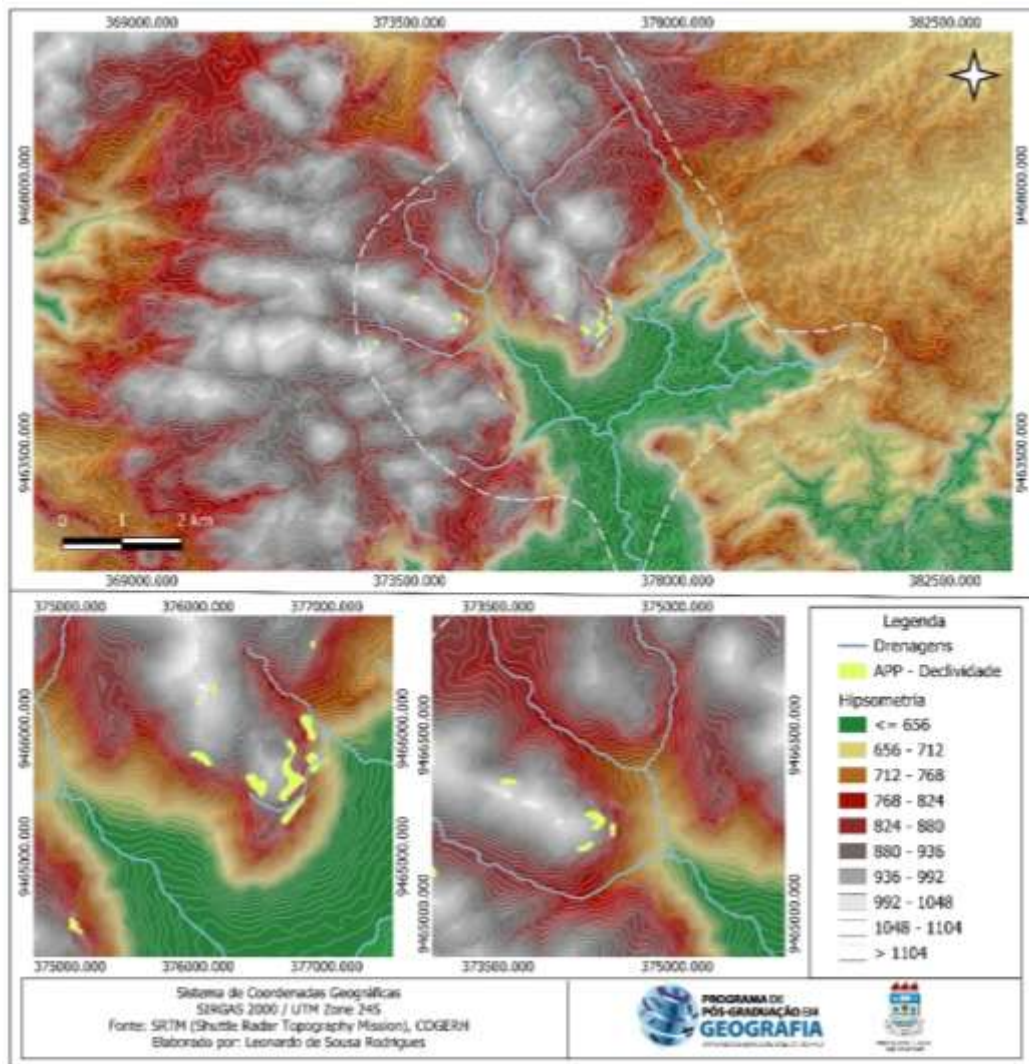 369000.000 373500.000 378000.000 382500.000
9468000.000 9468000.000
9463500.000 9463500.000
0 1 2 km
369000.000 373500.000 378000.000 382500.000
375000.000 376000.000 377000.000
373500.000 375000.000
9466000.000 9466000.000
9465000.000 9465000.000
9466500.000 9466500.000
9465000.000 9465000.000
375000.000 376000.000 377000.000
373500.000 375000.000
Legenda
Drenagens
APP - Declividade
Hipsometria
<= 656
656 - 712
712 - 768
768 - 824
824 - 880
880 - 936
936 - 992
992 - 1048
1048 - 1104
> 1104
Sistema de Coordenadas Geográficas
SIRGAS 2000 / UTM Zone 24S
Fonte: SRTM (Shuttle Radar Topography Mission), COGERH
Elaborado por: Leonardo de Sousa Rodrigues
PROGRAMA DE
PÓS-GRADUAÇÃO EM
GEOGRAFIA